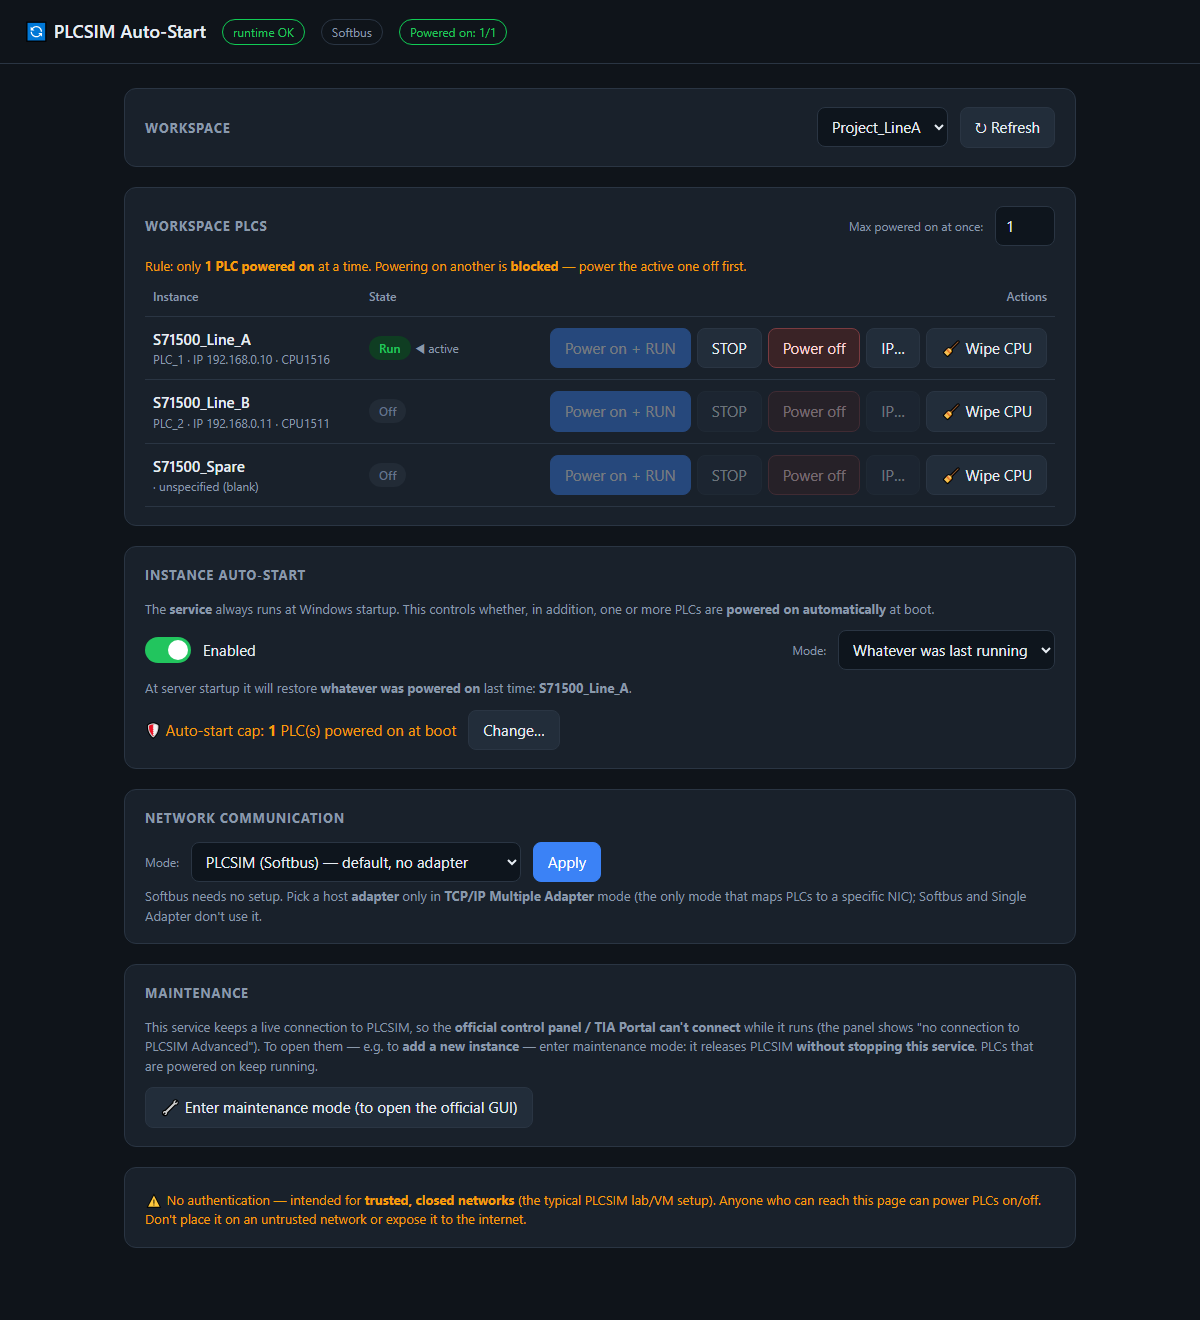 PLCSIM Auto-Start runtime OK Softbus Powered on: 1/1
WORKSPACE Project_LineA ↻ Refresh
WORKSPACE PLCS Max powered on at once: 1
Rule: only 1 PLC powered on at a time. Powering on another is blocked — power the active one off first.
Instance State Actions
S71500_Line_A
PLC_1 · IP 192.168.0.10 · CPU1516
Run ◀ active Power on + RUN STOP Power off IP... Wipe CPU
S71500_Line_B
PLC_2 · IP 192.168.0.11 · CPU1511
Off Power on + RUN STOP Power off IP... Wipe CPU
S71500_Spare
· unspecified (blank)
Off Power on + RUN STOP Power off IP... Wipe CPU
INSTANCE AUTO-START
The service always runs at Windows startup. This controls whether, in addition, one or more PLCs are powered on automatically at boot.
Enabled Mode: Whatever was last running
At server startup it will restore whatever was powered on last time: S71500_Line_A.
Auto-start cap: 1 PLC(s) powered on at boot Change...
NETWORK COMMUNICATION
Mode: PLCSIM (Softbus) — default, no adapter Apply
Softbus needs no setup. Pick a host adapter only in TCP/IP Multiple Adapter mode (the only mode that maps PLCs to a specific NIC); Softbus and Single
Adapter don't use it.
MAINTENANCE
This service keeps a live connection to PLCSIM, so the official control panel / TIA Portal can't connect while it runs (the panel shows "no connection to
PLCSIM Advanced"). To open them — e.g. to add a new instance — enter maintenance mode: it releases PLCSIM without stopping this service. PLCs that
are powered on keep running.
Enter maintenance mode (to open the official GUI)
⚠ No authentication — intended for trusted, closed networks (the typical PLCSIM lab/VM setup). Anyone who can reach this page can power PLCs on/off.
Don't place it on an untrusted network or expose it to the internet.